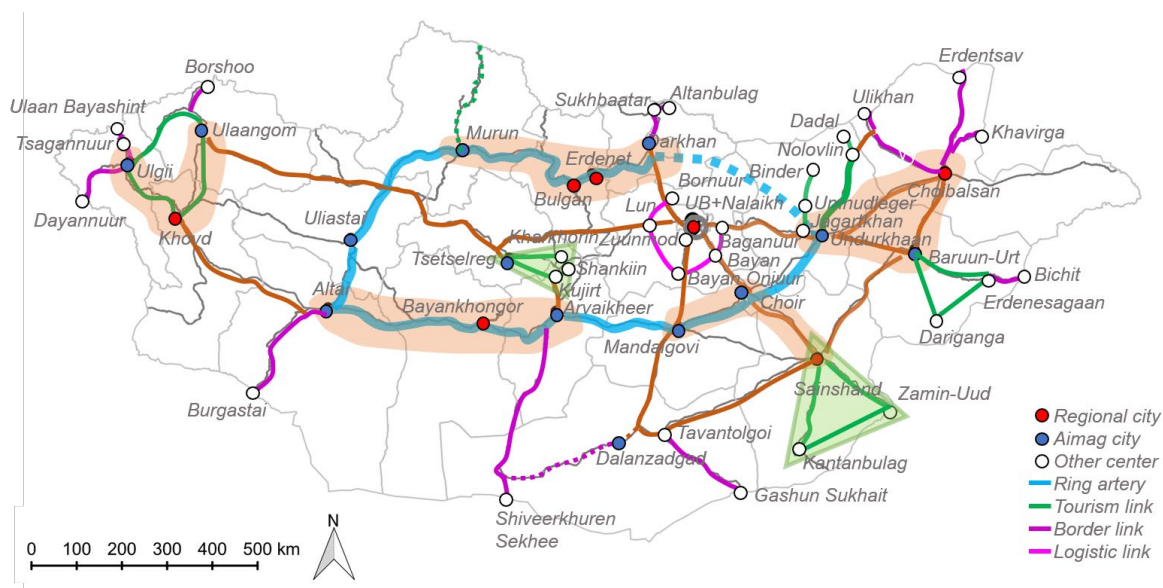 Erdentsav
Borshoo
Ulaan Bayashint
Sukhbaatar
Altanbulag
Ulikhan
Tsagannuur
Ulaangom
Murun
Darkhan
Dadal
Khavirga
Nolovlin
Ulgii
Erdenet
Binder
Bornuur
Choibalsan
Bulgan
Dayannuur
Lun
UB+Nalaikh
Umnudleger
Khovd
Uliastai
Kharkhorin
Zuunmod
Jargaltkhan
Baganuur
Undurkhaan
Tsetselreg
Shankiin
Bayan
Baruun-Urt
Kujirt
Bayan Onjuur
Bichit
Altai
Bayankhongor
Arvaikheer
Choir
Erdenesagaan
Mandalgovi
Dariganga
Sainshand
Burgastai
Zamin-Uud
Tavantolgoi
Dalanzadgad
Kantanbulag
Gashun Sukhait
Shiveerkhuren
Sekhee
Regional city
Aimag city
Other center
Ring artery
Tourism link
Border link
Logistic link
N
0 100 200 300 400 500 km